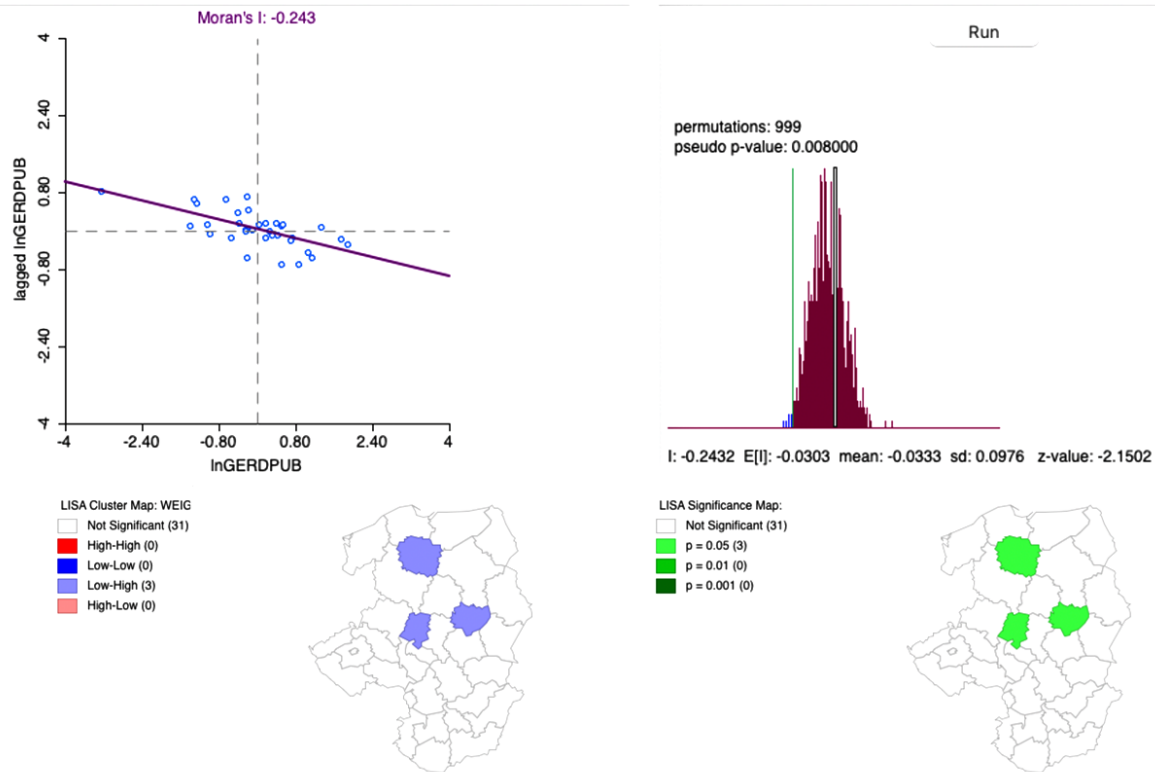 Moran's I: -0.243
4
2.40
0.80
-0.80
-2.40
-4
lagged lnGERDPUB
-4 -2.40 -0.80 0.80 2.40 4
lnGERDPUB
Run
permutations: 999
pseudo p-value: 0.008000
I: -0.2432 E[I]: -0.0303 mean: -0.0333 sd: 0.0976 z-value: -2.1502
LISA Cluster Map: WEIG
Not Significant (31)
High-High (0)
Low-Low (0)
Low-High (3)
High-Low (0)
LISA Significance Map:
Not Significant (31)
p = 0.05 (3)
p = 0.01 (0)
p = 0.001 (0)